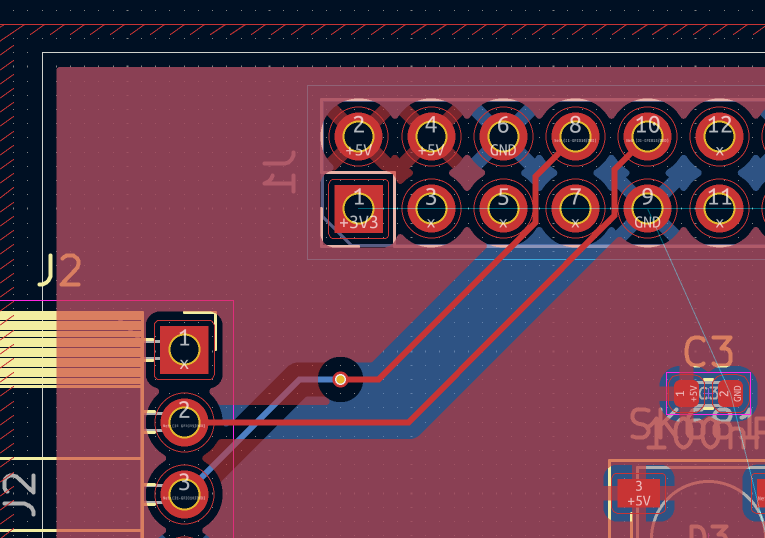 2 4 6 8 10 12
+5V +5V GND x
J1
1 3 5 7 9 11
+3V3 x x x GND x
J2
1
x
C3
2
1 +5V C3 2 GND
3
J2
3
+5V
D3